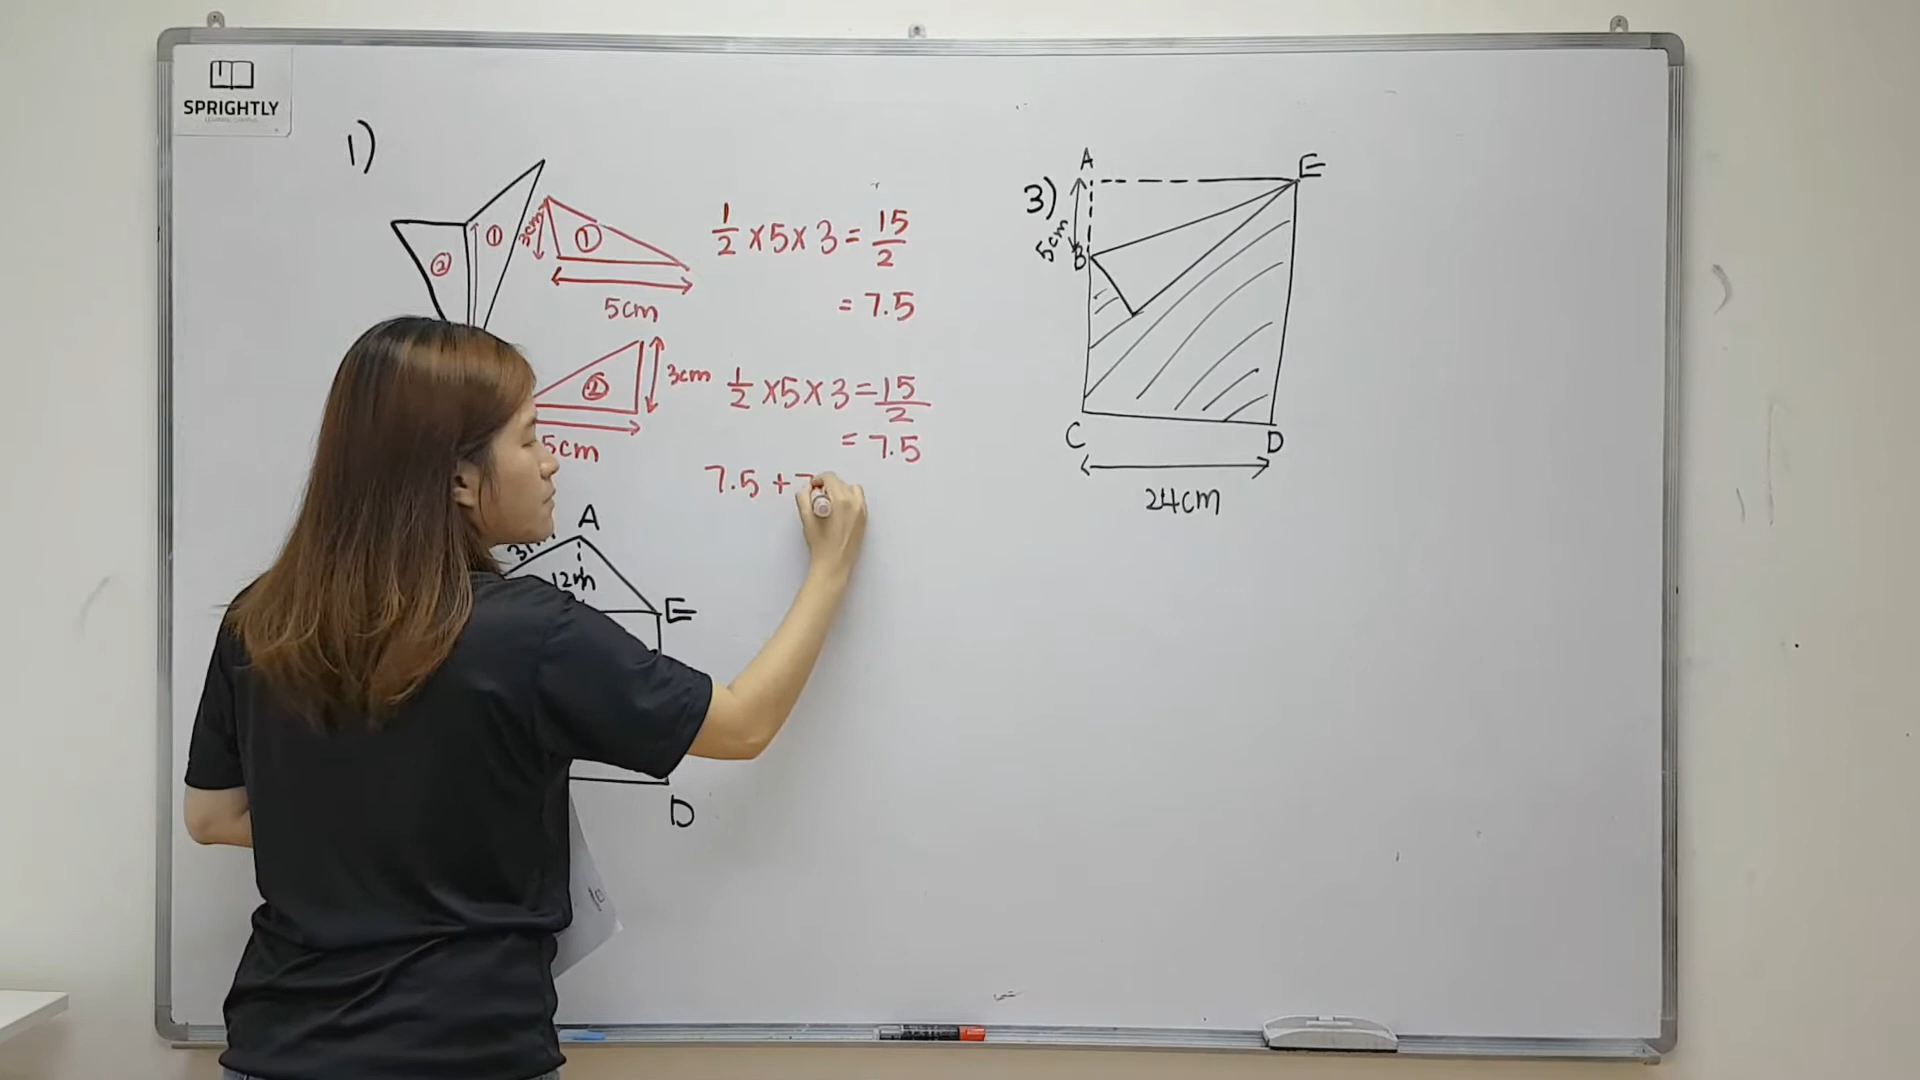 SPRIGHTLY
1)
①
②
3cm
①
5cm
½ × 5 × 3 = 15/2
= 7.5
②
3cm
5cm
½ × 5 × 3 = 15/2
= 7.5
7.5 + 7
A
12m
E
D
3)
A
E
5cm
B
C
D
24cm